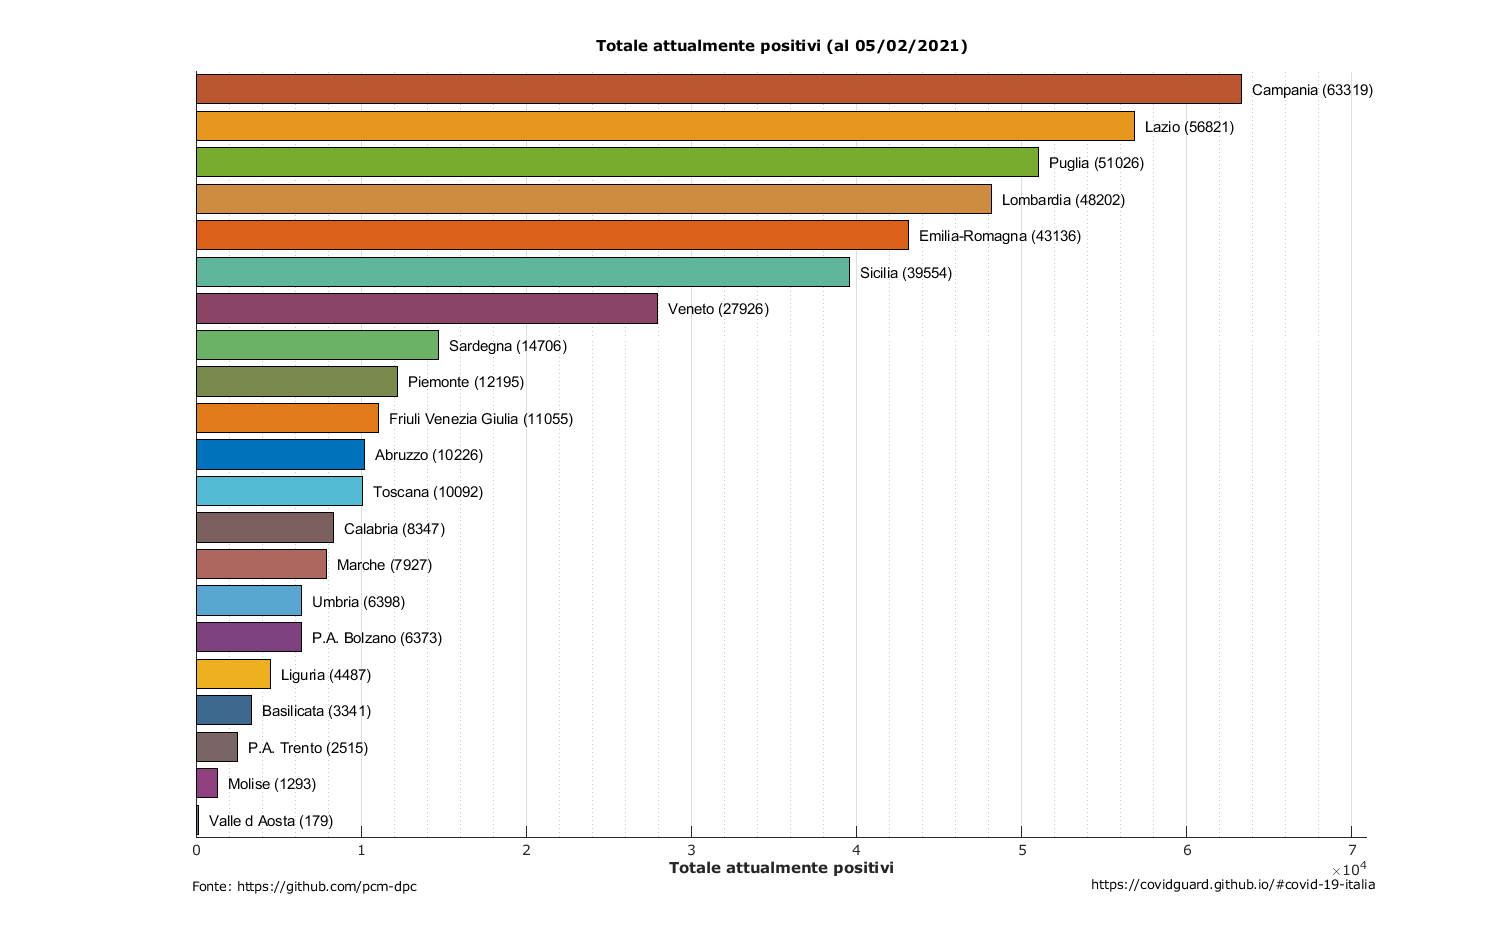 Totale attualmente positivi (al 05/02/2021)
Campania (63319)
Lazio (56821)
Puglia (51026)
Lombardia (48202)
Emilia-Romagna (43136)
Sicilia (39554)
Veneto (27926)
Sardegna (14706)
Piemonte (12195)
Friuli Venezia Giulia (11055)
Abruzzo (10226)
Toscana (10092)
Calabria (8347)
Marche (7927)
Umbria (6398)
P.A. Bolzano (6373)
Liguria (4487)
Basilicata (3341)
P.A. Trento (2515)
Molise (1293)
Valle d Aosta (179)
0 1 2 3 4 5 6 7
×10⁴
Totale attualmente positivi
Fonte: https://github.com/pcm-dpc
https://covidguard.github.io/#covid-19-italia